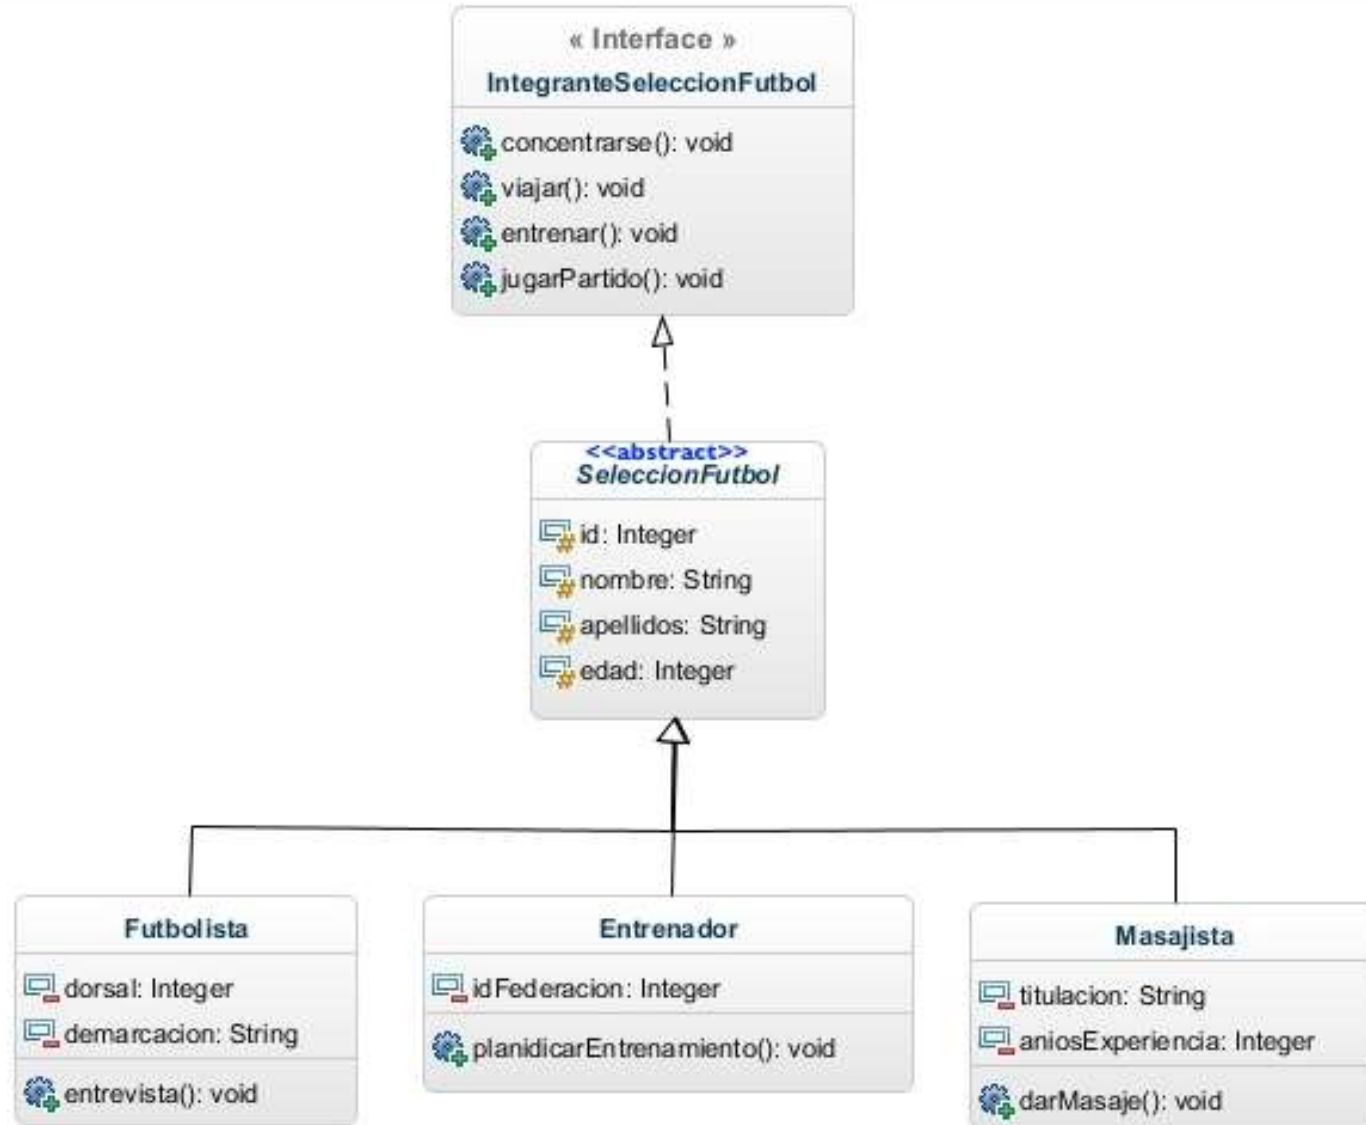 « Interface »
IntegranteSeleccionFutbol
concentrarse(): void
viajar(): void
entrenar(): void
jugarPartido(): void
<<abstract>>
SeleccionFutbol
id: Integer
nombre: String
apellidos: String
edad: Integer
Futbolista
dorsal: Integer
demarcacion: String
entrevista(): void
Entrenador
idFederacion: Integer
planidicarEntrenamiento(): void
Masajista
titulacion: String
aniosExperiencia: Integer
darMasaje(): void